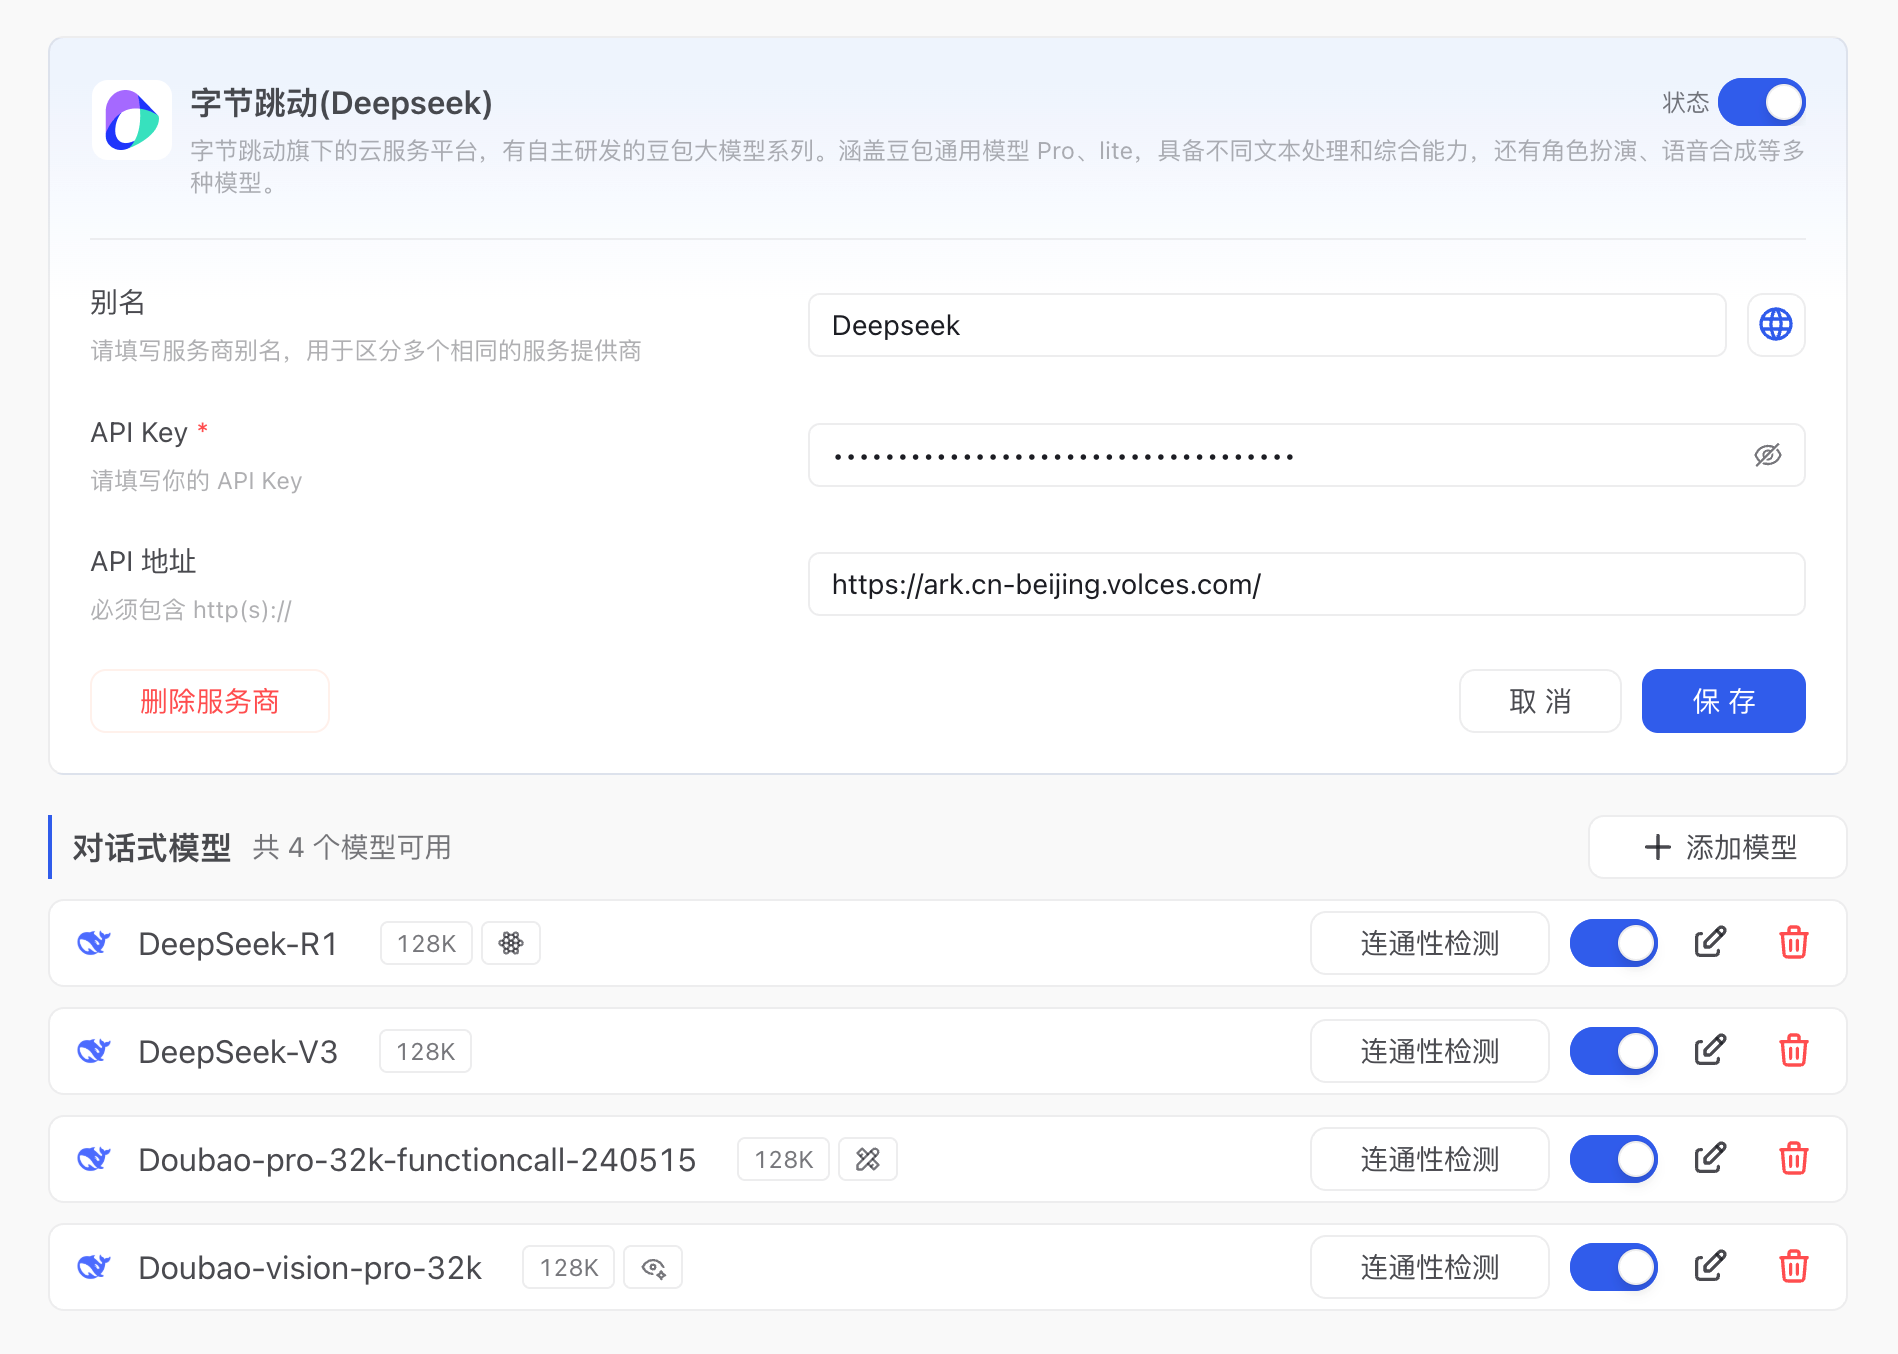 字节跳动(Deepseek)
状态
字节跳动旗下的云服务平台，有自主研发的豆包大模型系列。涵盖豆包通用模型 Pro、lite，具备不同文本处理和综合能力，还有角色扮演、语音合成等多
种模型。
别名
请填写服务商别名，用于区分多个相同的服务提供商
Deepseek
API Key *
请填写你的 API Key
API 地址
必须包含 http(s)://
https://ark.cn-beijing.volces.com/
删除服务商
取 消
保 存
对话式模型 共 4 个模型可用
添加模型
DeepSeek-R1 128K 连通性检测
DeepSeek-V3 128K 连通性检测
Doubao-pro-32k-functioncall-240515 128K 连通性检测
Doubao-vision-pro-32k 128K 连通性检测